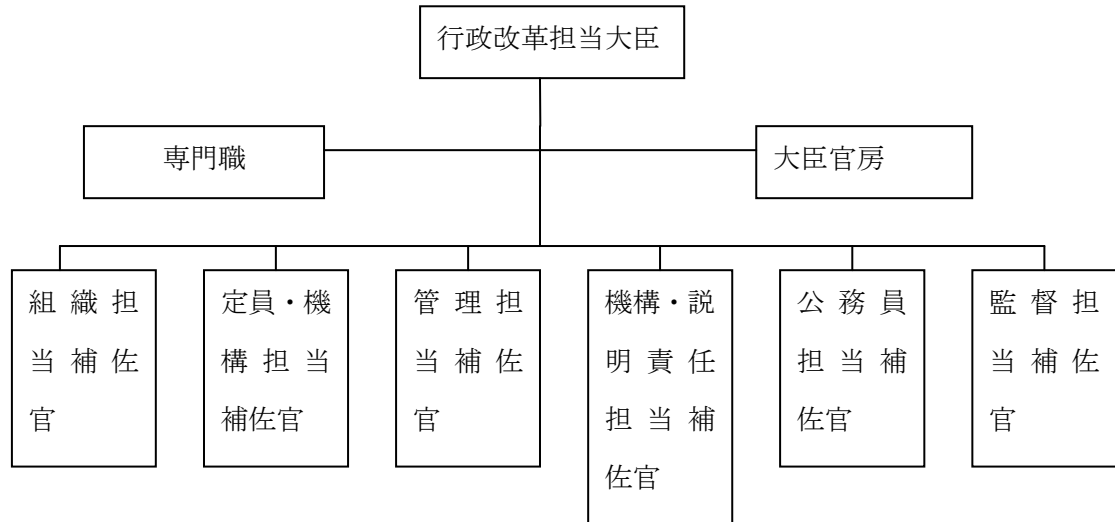 行政改革担当大臣
専門職
大臣官房
組織担
当補佐
官
定員・機
構担当
補佐官
管理担
当補佐
官
機構・説
明責任
担当補
佐官
公務員
担当補
佐官
監督担
当補佐
官